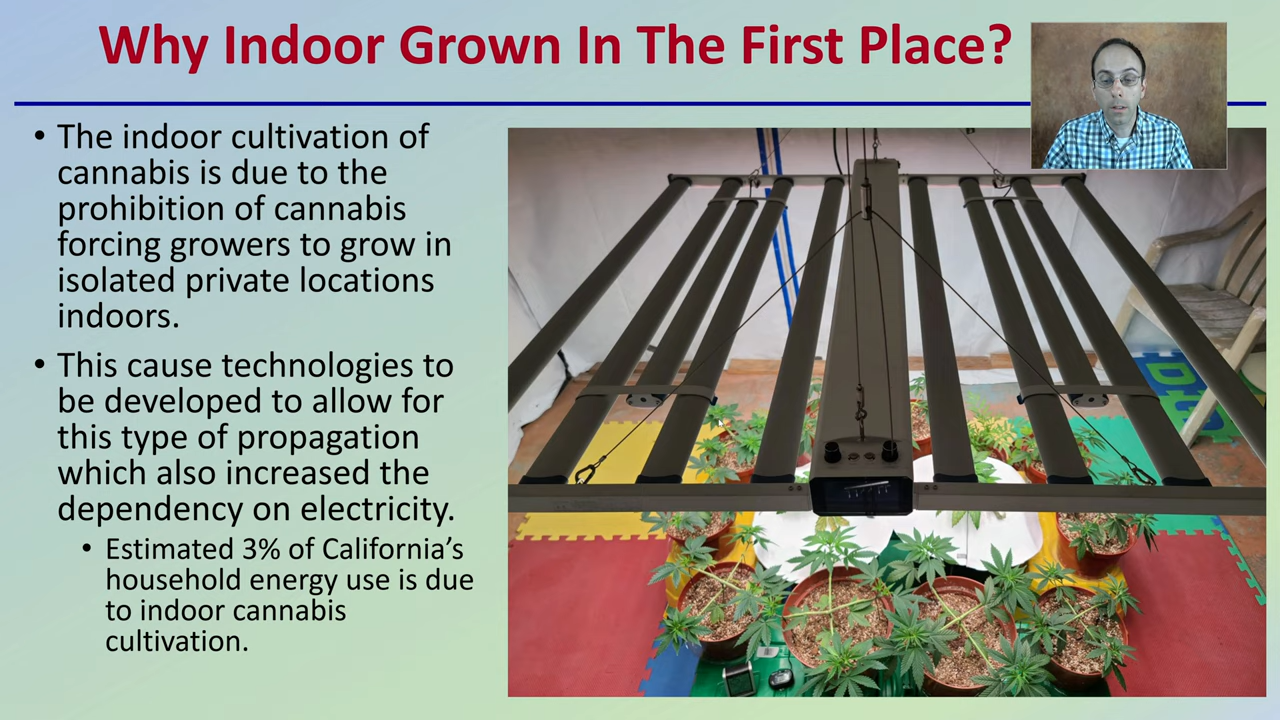 Why Indoor Grown In The First Place?
• The indoor cultivation of
cannabis is due to the
prohibition of cannabis
forcing growers to grow in
isolated private locations
indoors.
• This cause technologies to
be developed to allow for
this type of propagation
which also increased the
dependency on electricity.
• Estimated 3% of California's
household energy use is due
to indoor cannabis
cultivation.